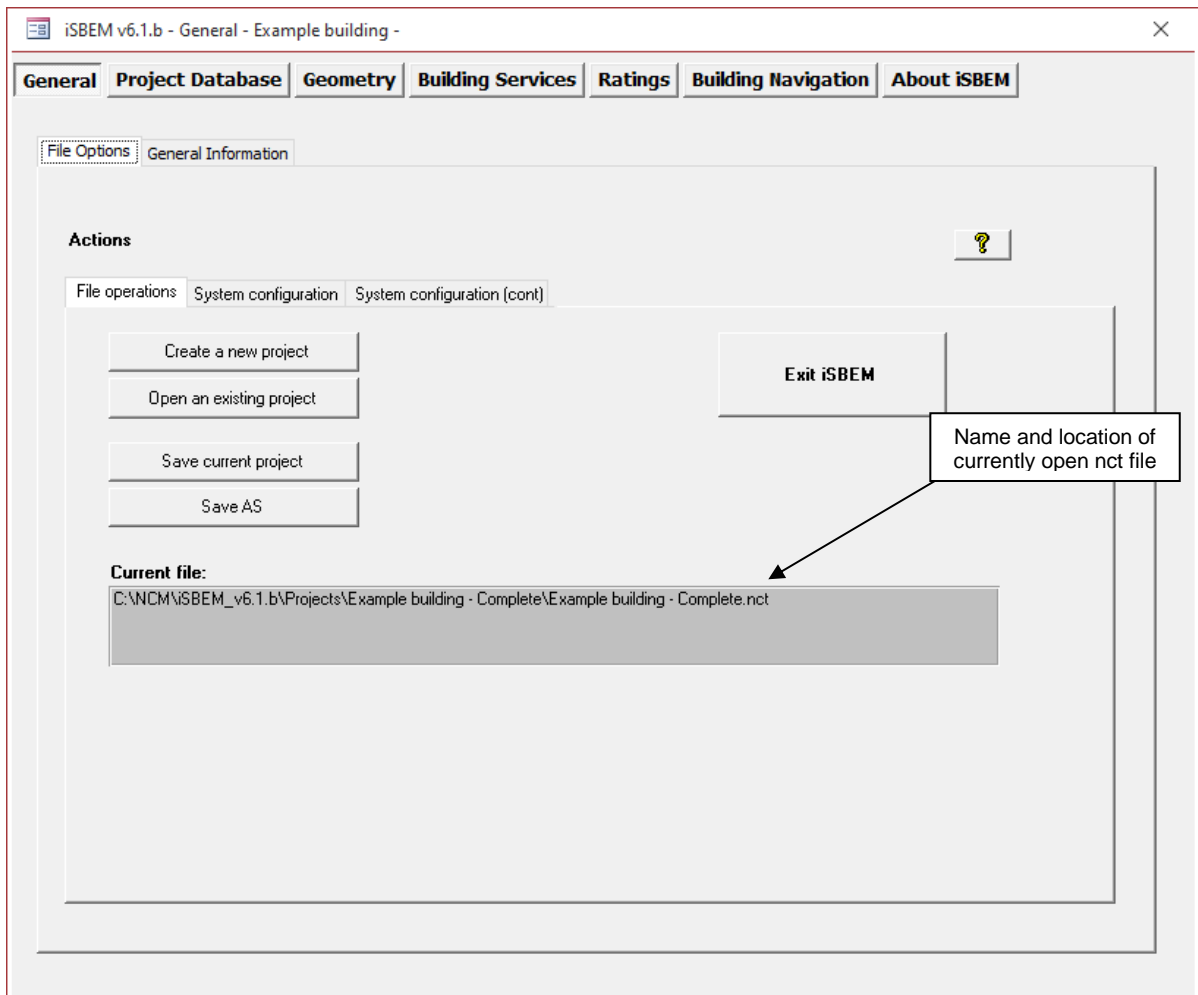 iSBEM v6.1.b - General - Example building -
General Project Database Geometry Building Services Ratings Building Navigation About iSBEM
File Options General Information
Actions
?
File operations System configuration System configuration (cont)
Create a new project
Exit iSBEM
Open an existing project
Name and location of
currently open nct file
Save current project
Save AS
Current file:
C:\NCM\iSBEM_v6.1.b\Projects\Example building - Complete\Example building - Complete.nct